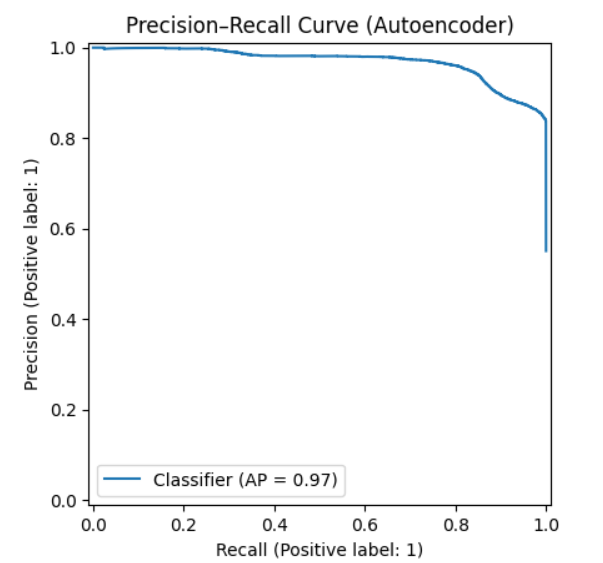 Precision–Recall Curve (Autoencoder)
1.0
0.8
0.6
0.4
0.2
0.0
Precision (Positive label: 1)
Classifier (AP = 0.97)
0.0 0.2 0.4 0.6 0.8 1.0
Recall (Positive label: 1)